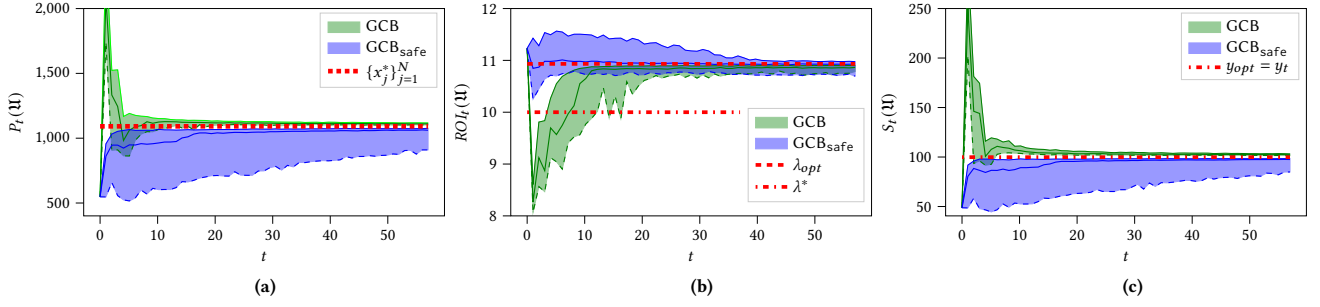 2,000
1,500
1,000
500
P_t(𝔘)
0 10 20 30 40 50
t
GCB
GCB_safe
{x_j^*}_{j=1}^N
(a)
12
11
10
9
8
ROI_t(𝔘)
0 10 20 30 40 50
t
GCB
GCB_safe
λ_opt
λ*
(b)
250
200
150
100
50
S_t(𝔘)
0 10 20 30 40 50
t
GCB
GCB_safe
y_opt = y_t
(c)